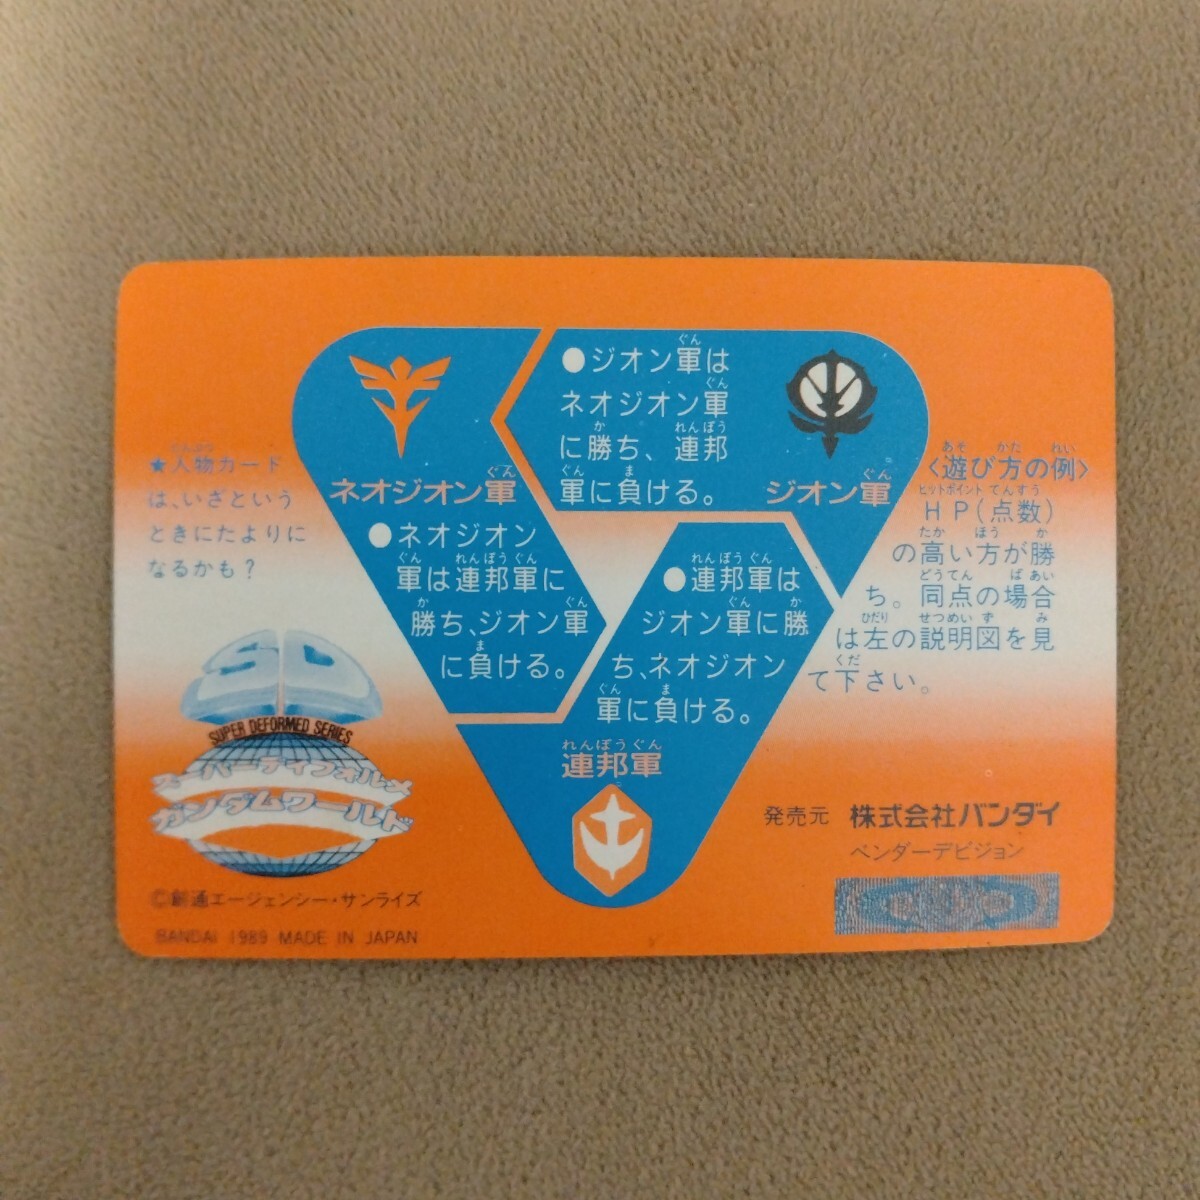 ●ジオン軍は
ネオジオン軍
に勝ち、連邦
軍に負ける。
ネオジオン軍
ジオン軍
●ネオジオン
軍は連邦軍に
勝ち、ジオン軍
に負ける。
●連邦軍は
ジオン軍に勝
ち、ネオジオン
軍に負ける。
連邦軍
★人物カード
は、いざという
ときにたよりに
なるかも?
<遊び方の例>
HP(点数)
の高い方が勝
ち。同点の場合
は左の説明図を見
て下さい。
SUPER DEFORMED SERIES
スーパーディフォルメ
ガンダムワールド
©創通エージェンシー・サンライズ
BANDAI 1989 MADE IN JAPAN
発売元 株式会社バンダイ
ベンダーデビジョン